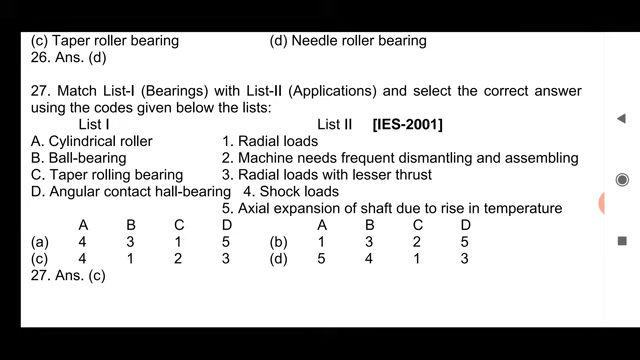 (c) Taper roller bearing (d) Needle roller bearing
26. Ans. (d)
27. Match List-I (Bearings) with List-II (Applications) and select the correct answer
using the codes given below the lists:
List I List II [IES-2001]
A. Cylindrical roller 1. Radial loads
B. Ball-bearing 2. Machine needs frequent dismantling and assembling
C. Taper rolling bearing 3. Radial loads with lesser thrust
D. Angular contact hall-bearing 4. Shock loads
5. Axial expansion of shaft due to rise in temperature
A B C D A B C D
(a) 4 3 1 5 (b) 1 3 2 5
(c) 4 1 2 3 (d) 5 4 1 3
27. Ans. (c)